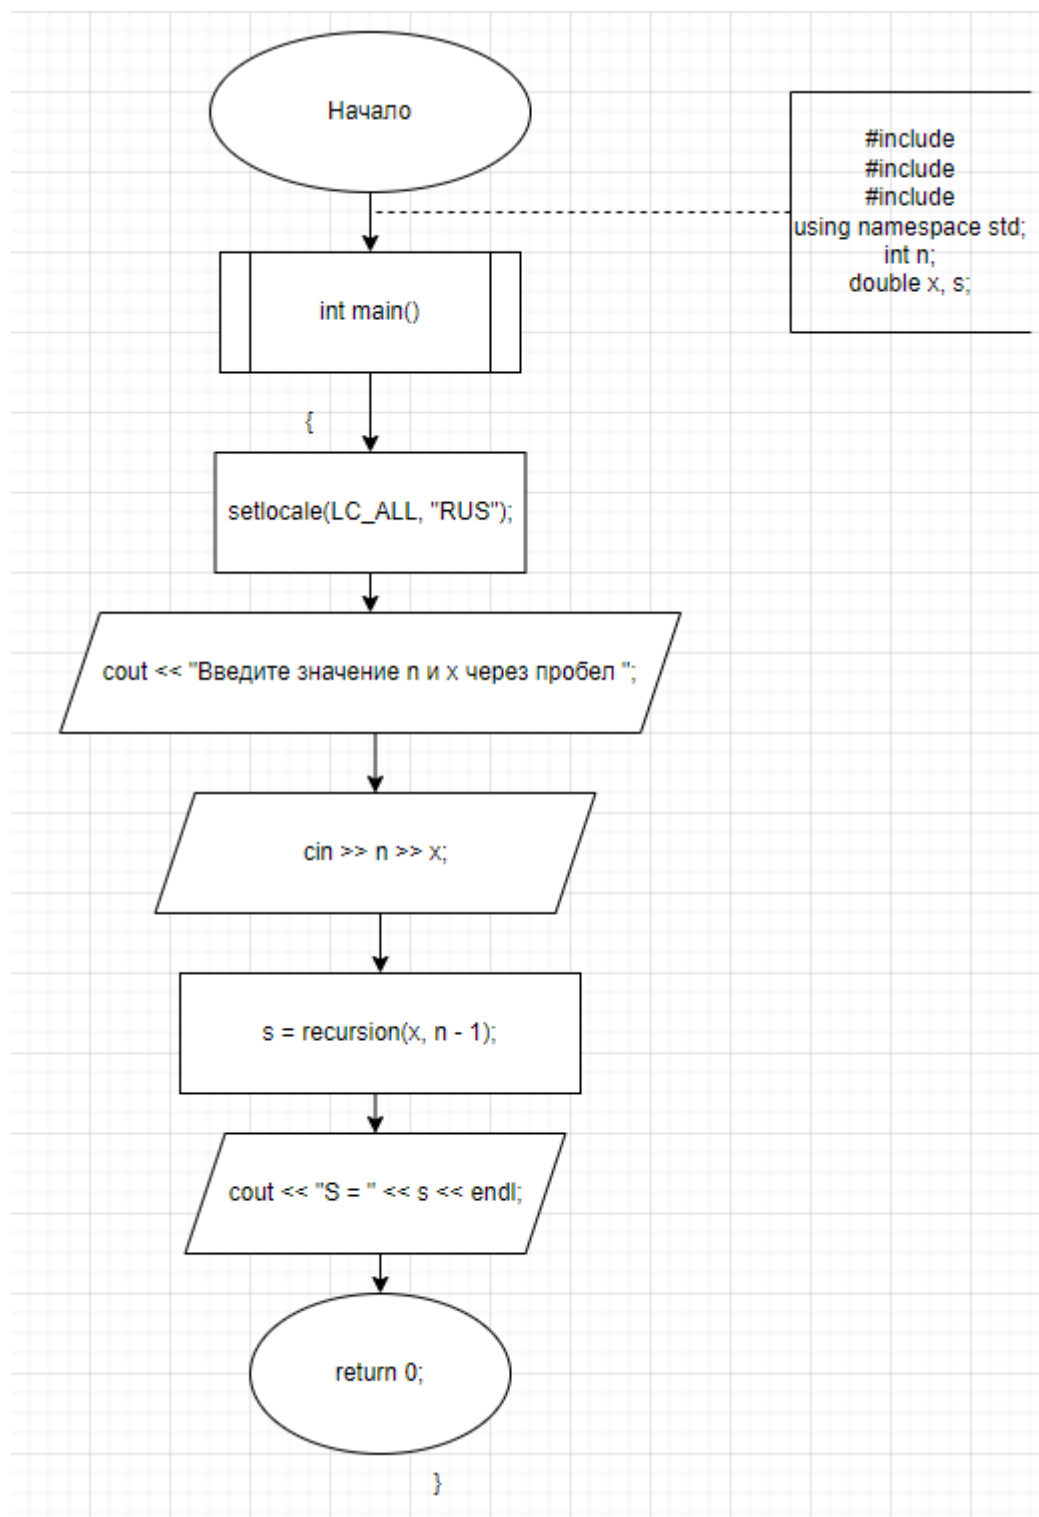 Начало
#include
#include
#include
using namespace std;
int n;
double x, s;
int main()
{
setlocale(LC_ALL, "RUS");
cout << "Введите значение n и x через пробел ";
cin >> n >> x;
s = recursion(x, n - 1);
cout << "S = " << s << endl;
return 0;
}